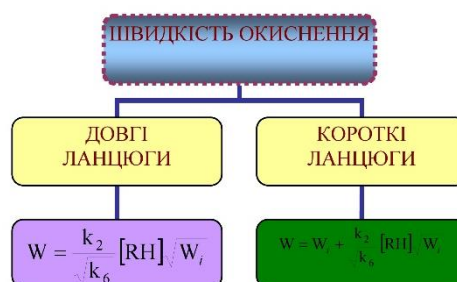 ШВИДКІСТЬ ОКИСНЕННЯ
ДОВГІ
ЛАНЦЮГИ
КОРОТКІ
ЛАНЦЮГИ
W = k₂/√k₆ [RH]√Wᵢ
W = Wᵢ + k₂/√k₆ [RH]√Wᵢ